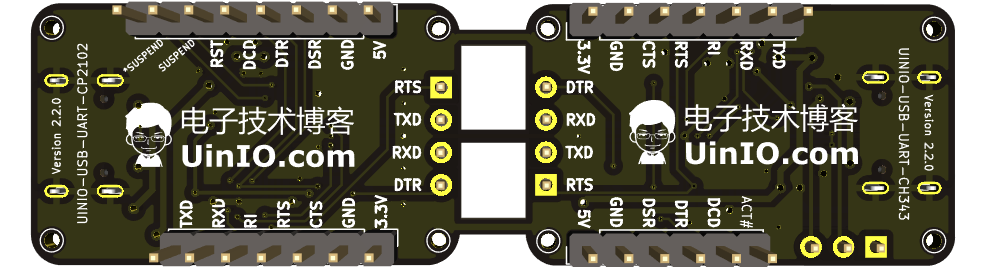 *SUSPEND
SUSPEND
RST
DCD
DTR
DSR
GND
5V
UINIO-USB-UART-CP2102
Version 2.2.0
电子技术博客
UinIO.com
RTS
TXD
RXD
DTR
TXD
RXD
RI
RTS
CTS
GND
3.3V
3.3V
GND
CTS
RTS
RI
RXD
TXD
DTR
RXD
TXD
RTS
电子技术博客
UinIO.com
UINIO-USB-UART-CH343
Version 2.2.0
5V
GND
DSR
DTR
DCD
ACT#